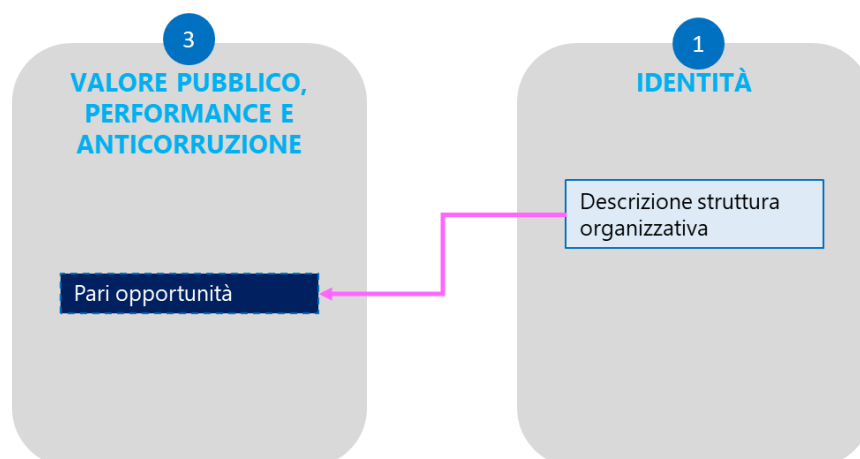 3
VALORE PUBBLICO,
PERFORMANCE E
ANTICORRUZIONE
Pari opportunità
1
IDENTITÀ
Descrizione struttura
organizzativa